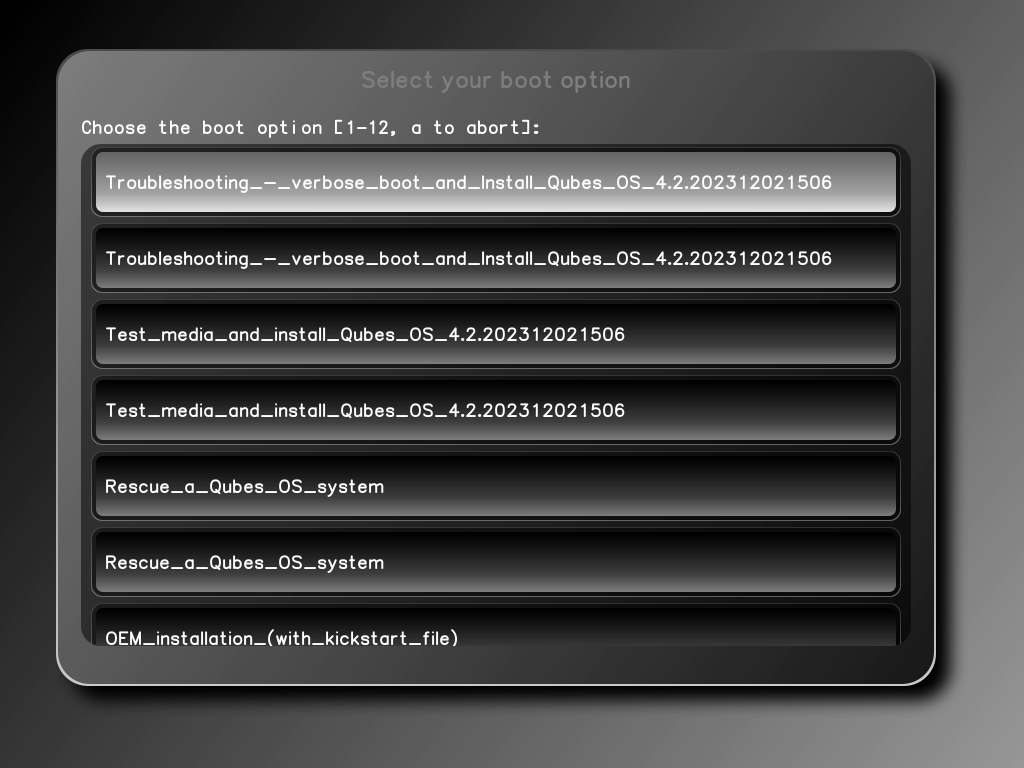 Select your boot option
Choose the boot option [1-12, a to abort]:
Troubleshooting_-_verbose_boot_and_Install_Qubes_OS_4.2.202312021506
Troubleshooting_-_verbose_boot_and_Install_Qubes_OS_4.2.202312021506
Test_media_and_install_Qubes_OS_4.2.202312021506
Test_media_and_install_Qubes_OS_4.2.202312021506
Rescue_a_Qubes_OS_system
Rescue_a_Qubes_OS_system
OEM_installation_(with_kickstart_file)